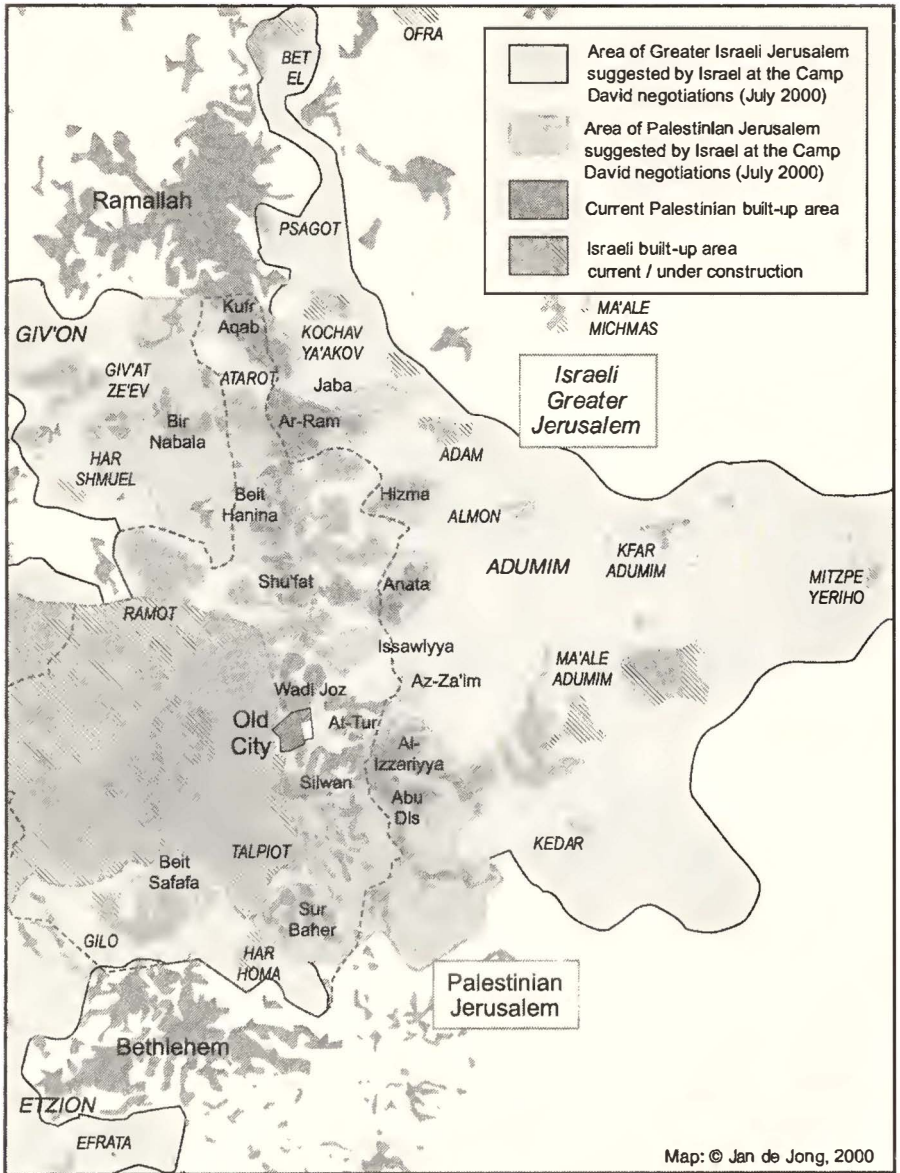 OFRA
BET
EL
Area of Greater Israeli Jerusalem
suggested by Israel at the Camp
David negotiations (July 2000)
Area of Palestinian Jerusalem
suggested by Israel at the Camp
David negotiations (July 2000)
Current Palestinian built-up area
Israeli built-up area
current / under construction
Ramallah
PSAGOT
MA'ALE
MICHMAS
GIV'ON
Kufr
Aqab
KOCHAV
YA'AKOV
GIV'AT
ZE'EV
ATAROT
Jaba
Israeli
Greater
Jerusalem
Bir
Nabala
Ar-Ram
HAR
SHMUEL
ADAM
Beit
Hanina
Hizma
ALMON
ADUMIM
KFAR
ADUMIM
MITZPE
YERIHO
Shu'fat
Anata
RAMOT
Issawiyya
MA'ALE
ADUMIM
Wadi Joz
Az-Za'im
Old
City
At-Tur
Al-
Izzariyya
Silwan
Abu
Dis
TALPIOT
KEDAR
Beit
Safafa
Sur
Baher
GILO
HAR
HOMA
Palestinian
Jerusalem
Bethlehem
ETZION
EFRATA
Map: © Jan de Jong, 2000